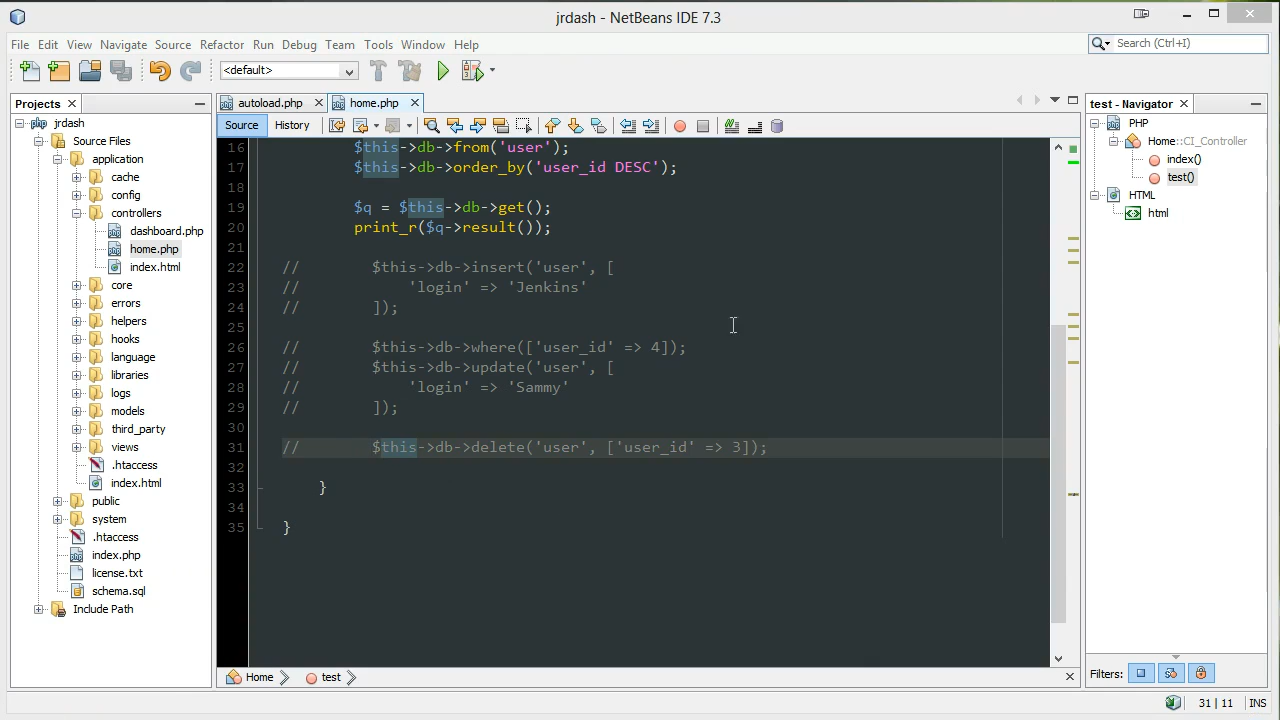 jrdash - NetBeans IDE 7.3
File Edit View Navigate Source Refactor Run Debug Team Tools Window Help
Search (Ctrl+I)
<default>
Projects
jrdash
Source Files
application
cache
config
controllers
dashboard.php
home.php
index.html
core
errors
helpers
hooks
language
libraries
logs
models
third_party
views
.htaccess
index.html
public
system
.htaccess
index.php
license.txt
schema.sql
Include Path
autoload.php home.php
Source History
16 $this->db->from('user');
17 $this->db->order_by('user_id DESC');
18
19 $q = $this->db->get();
20 print_r($q->result());
21
22 // $this->db->insert('user', [
23 // 'login' => 'Jenkins'
24 // ]);
25
26 // $this->db->where(['user_id' => 4]);
27 // $this->db->update('user', [
28 // 'login' => 'Sammy'
29 // ]);
30
31 // $this->db->delete('user', ['user_id' => 3]);
32
33 }
34
35 }
Home test
test - Navigator
PHP
Home::CI_Controller
index()
test()
HTML
html
Filters:
31 | 11 INS